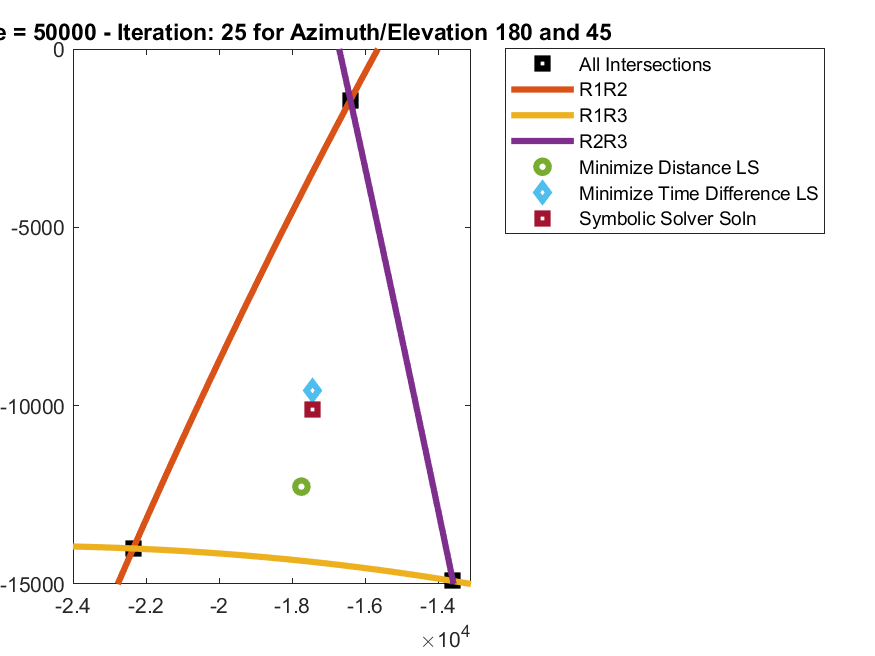 e = 50000 - Iteration: 25 for Azimuth/Elevation 180 and 45
0
-5000
-10000
-15000
-2.4 -2.2 -2 -1.8 -1.6 -1.4
×10^4
All Intersections
R1R2
R1R3
R2R3
Minimize Distance LS
Minimize Time Difference LS
Symbolic Solver Soln